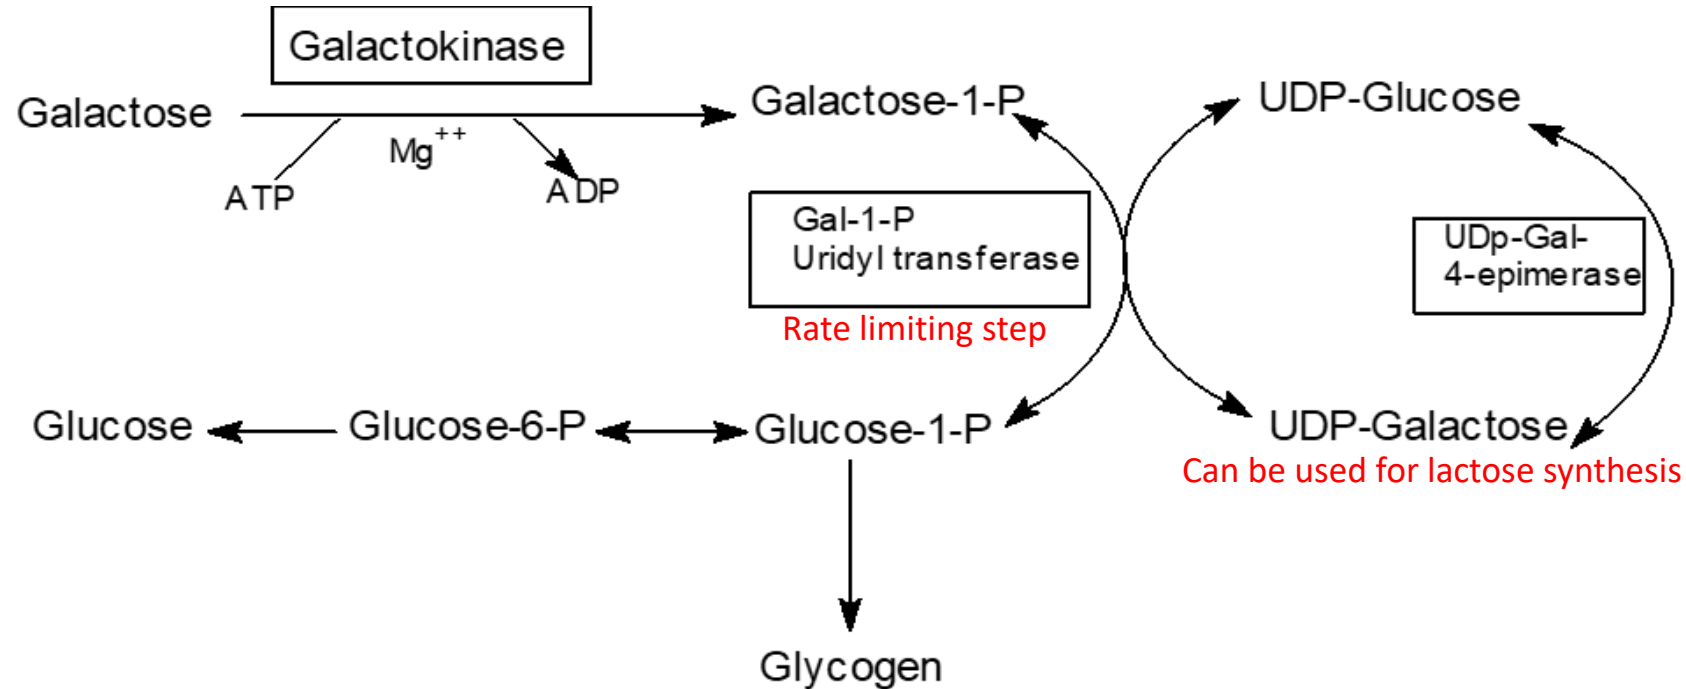 Galactokinase
Galactose
Mg++
ATP
ADP
Galactose-1-P
UDP-Glucose
Gal-1-P
Uridyl transferase
Rate limiting step
UDp-Gal-
4-epimerase
Glucose
Glucose-6-P
Glucose-1-P
UDP-Galactose
Can be used for lactose synthesis
Glycogen